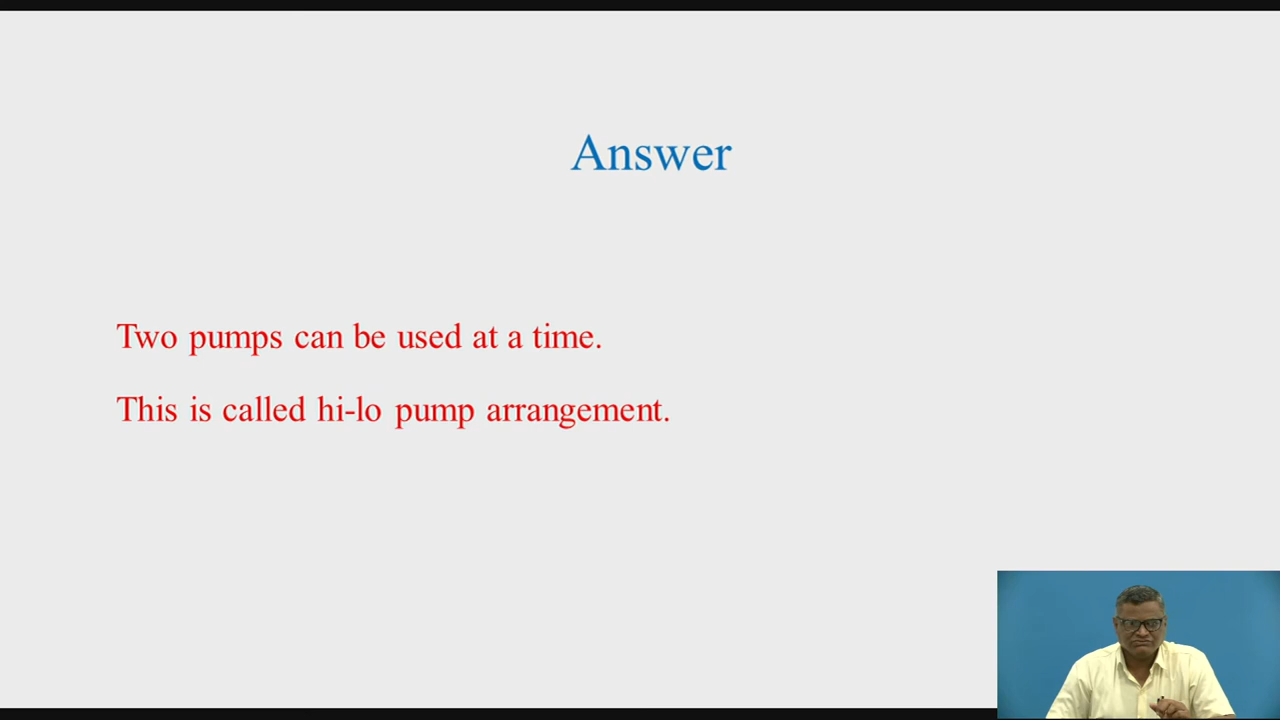 Answer
Two pumps can be used at a time.
This is called hi-lo pump arrangement.